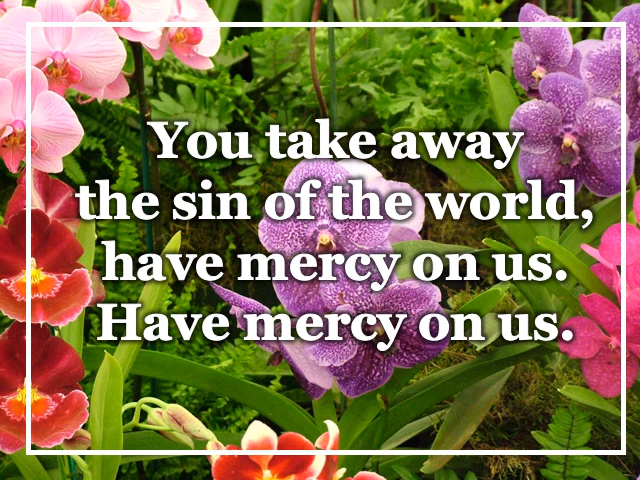 You take away
the sin of the world,
have mercy on us.
Have mercy on us.